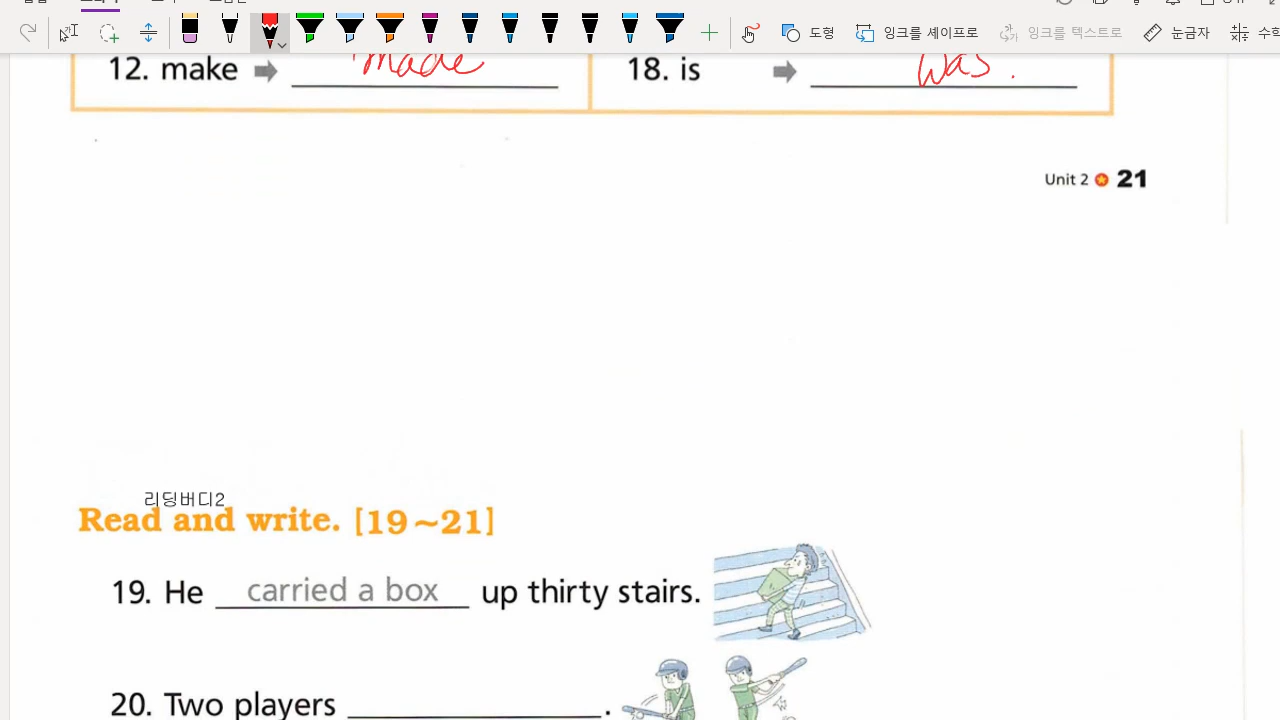 도형
잉크를 셰이프로
잉크를 텍스트로
눈금자
수학
12. make made
18. is was.
Unit 2 21
리딩버디2
Read and write. [19~21]
19. He carried a box up thirty stairs.
20. Two players .